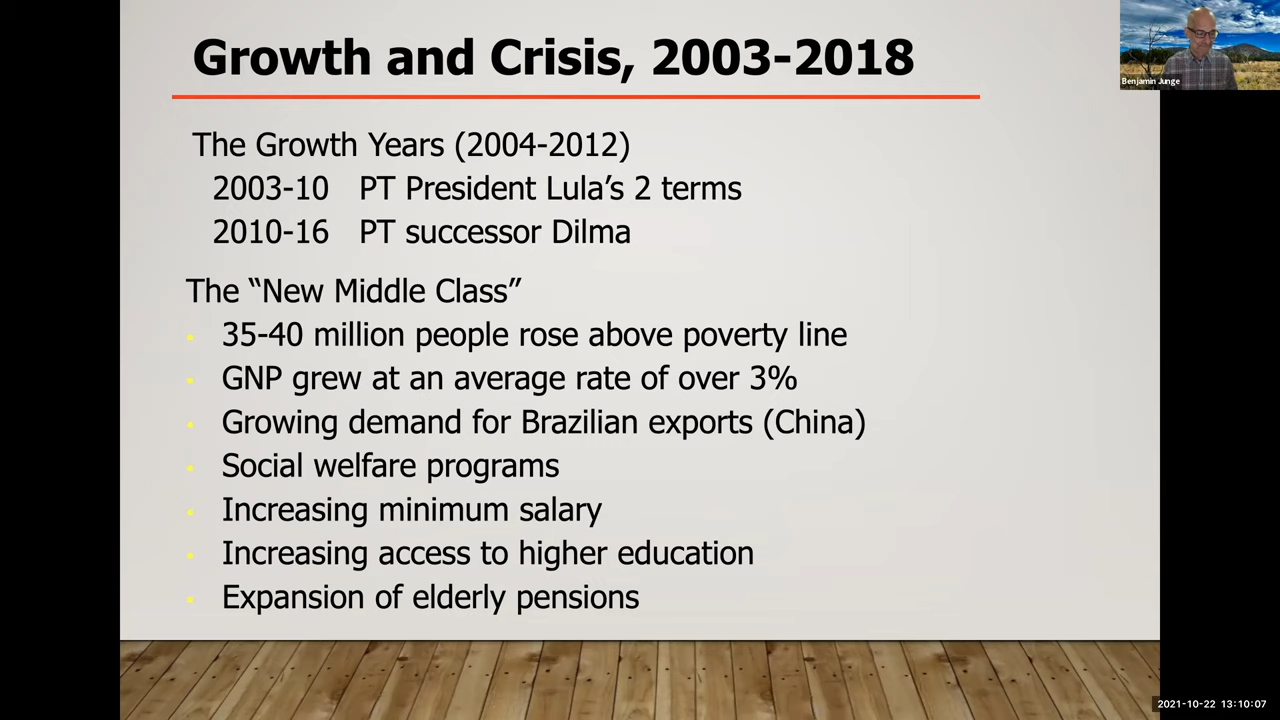 Growth and Crisis, 2003-2018
Benjamin Junge
The Growth Years (2004-2012)
2003-10 PT President Lula’s 2 terms
2010-16 PT successor Dilma
The “New Middle Class”
35-40 million people rose above poverty line
GNP grew at an average rate of over 3%
Growing demand for Brazilian exports (China)
Social welfare programs
Increasing minimum salary
Increasing access to higher education
Expansion of elderly pensions
2021-10-22 13:10:07